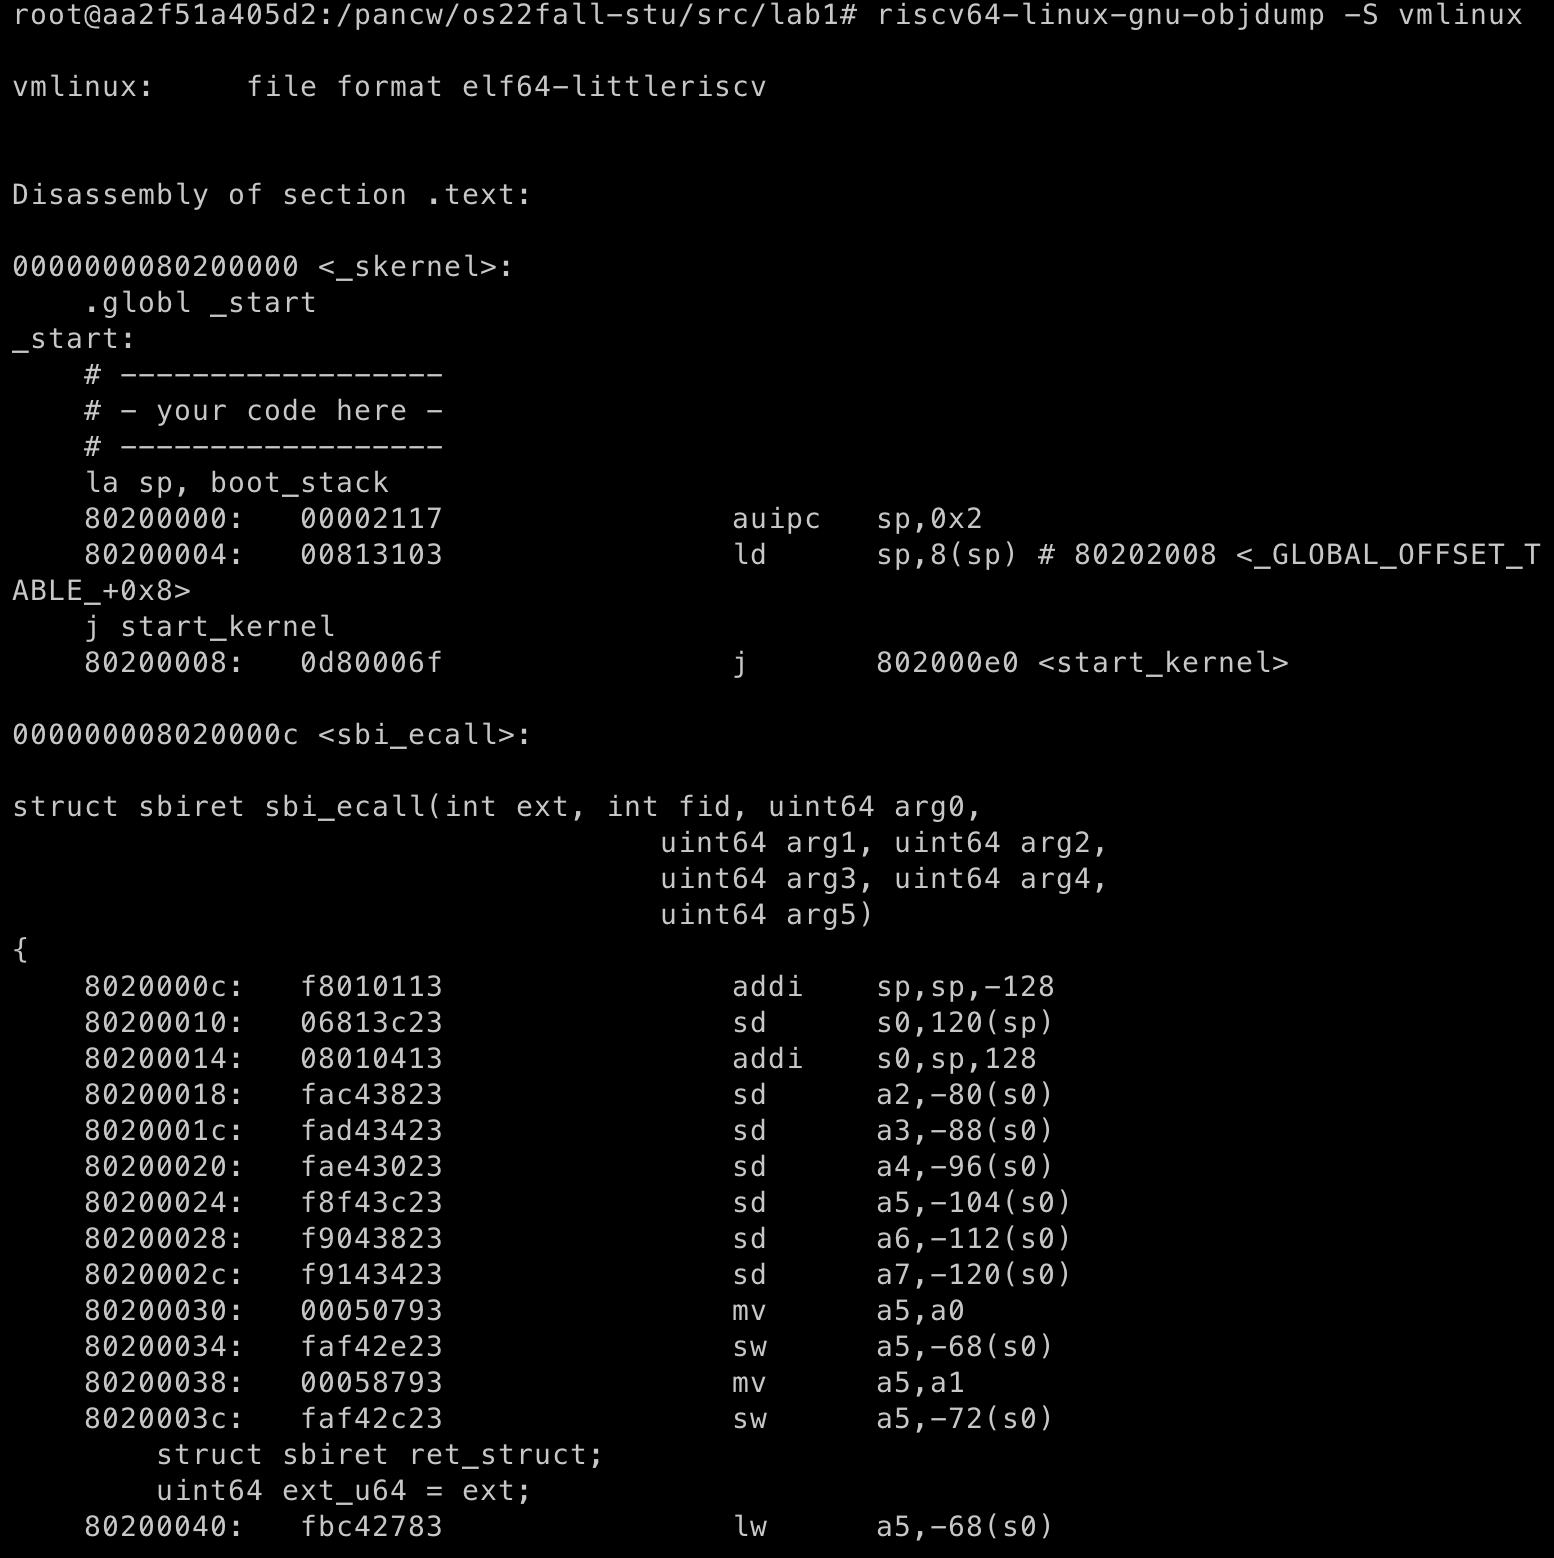 root@aa2f51a405d2:/pancw/os22fall-stu/src/lab1# riscv64-linux-gnu-objdump -S vmlinux
vmlinux:     file format elf64-littleriscv
Disassembly of section .text:
0000000080200000 <_skernel>:
    .globl _start
_start:
    # ------------------
    # - your code here -
    # ------------------
    la sp, boot_stack
    80200000:   00002117                auipc   sp,0x2
    80200004:   00813103                ld      sp,8(sp) # 80202008 <_GLOBAL_OFFSET_T
ABLE_+0x8>
    j start_kernel
    80200008:   0d80006f                j       802000e0 <start_kernel>
000000008020000c <sbi_ecall>:
struct sbiret sbi_ecall(int ext, int fid, uint64 arg0,
                                    uint64 arg1, uint64 arg2,
                                    uint64 arg3, uint64 arg4,
                                    uint64 arg5)
{
    8020000c:   f8010113                addi    sp,sp,-128
    80200010:   06813c23                sd      s0,120(sp)
    80200014:   08010413                addi    s0,sp,128
    80200018:   fac43823                sd      a2,-80(s0)
    8020001c:   fad43423                sd      a3,-88(s0)
    80200020:   fae43023                sd      a4,-96(s0)
    80200024:   f8f43c23                sd      a5,-104(s0)
    80200028:   f9043823                sd      a6,-112(s0)
    8020002c:   f9143423                sd      a7,-120(s0)
    80200030:   00050793                mv      a5,a0
    80200034:   faf42e23                sw      a5,-68(s0)
    80200038:   00058793                mv      a5,a1
    8020003c:   faf42c23                sw      a5,-72(s0)
        struct sbiret ret_struct;
        uint64 ext_u64 = ext;
    80200040:   fbc42783                lw      a5,-68(s0)